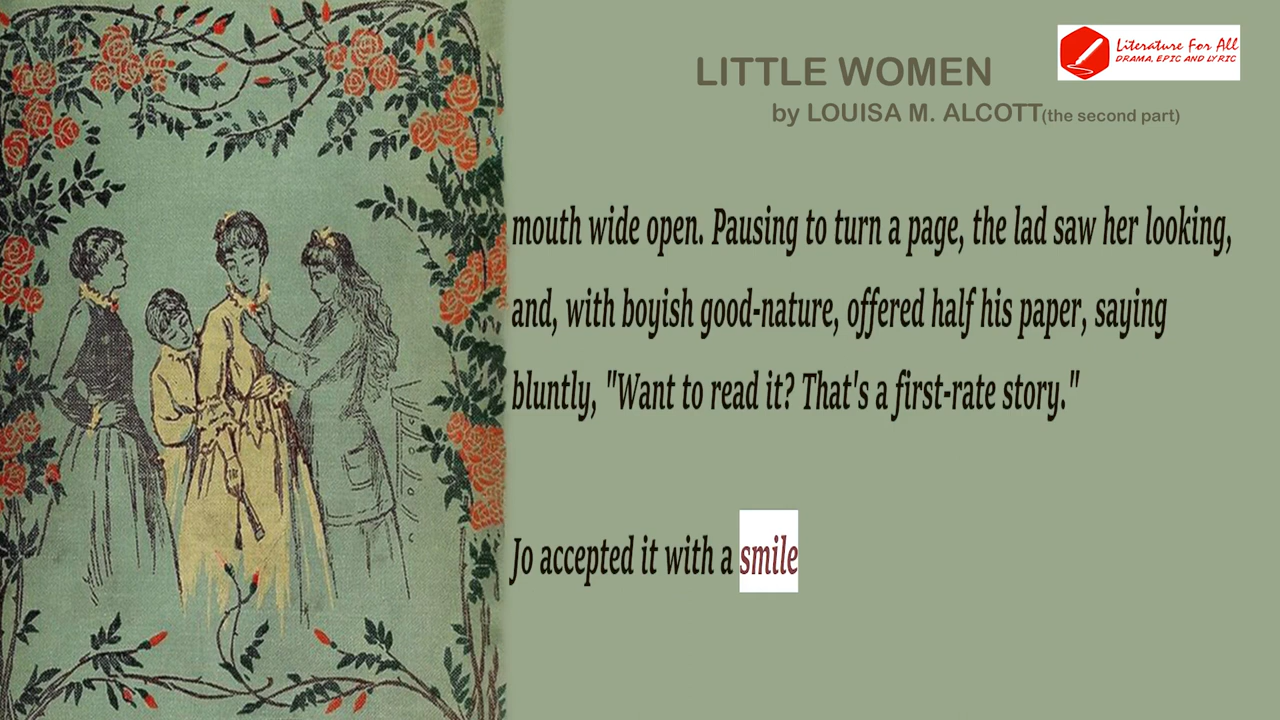 LITTLE WOMEN
by LOUISA M. ALCOTT(the second part)
Literature For All
DRAMA, EPIC AND LYRIC
mouth wide open. Pausing to turn a page, the lad saw her looking,
and, with boyish good-nature, offered half his paper, saying
bluntly, "Want to read it? That's a first-rate story."
Jo accepted it with a smile